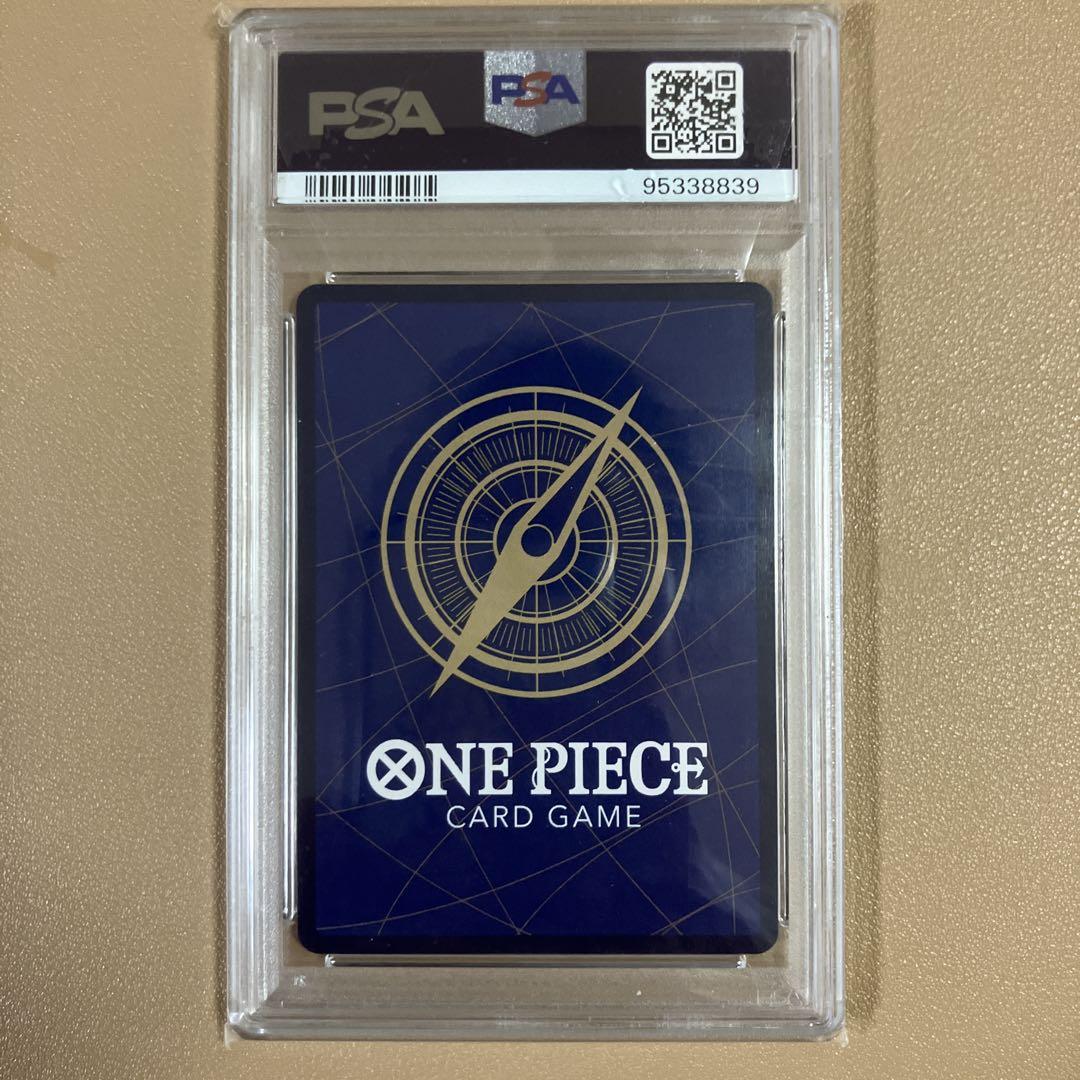 PSA
PSA
95338839
ONE PIECE
CARD GAME